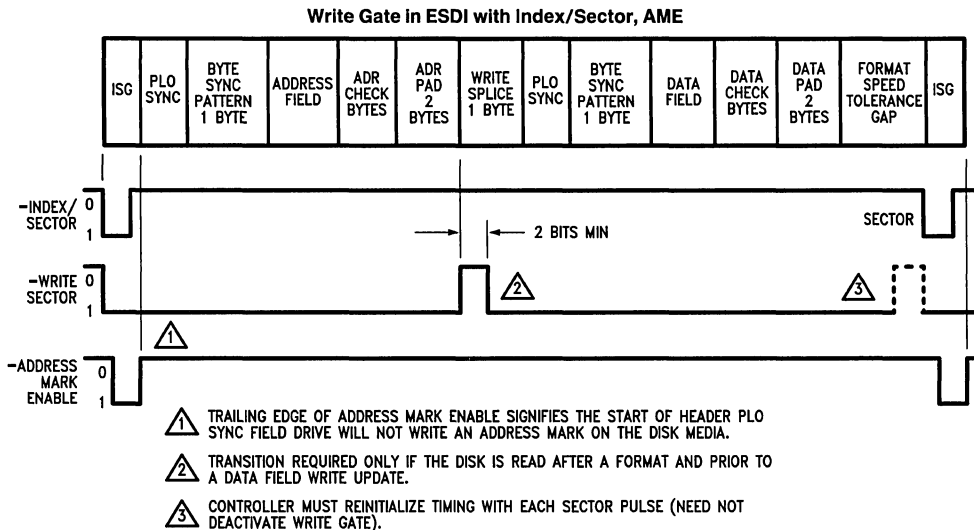 Write Gate in ESDI with Index/Sector, AME
ISG
PLO
SYNC
BYTE
SYNC
PATTERN
1 BYTE
ADDRESS
FIELD
ADR
CHECK
BYTES
ADR
PAD
2
BYTES
WRITE
SPLICE
1 BYTE
PLO
SYNC
BYTE
SYNC
PATTERN
1 BYTE
DATA
FIELD
DATA
CHECK
BYTES
DATA
PAD
2
BYTES
FORMAT
SPEED
TOLERANCE
GAP
ISG
-INDEX/
SECTOR
0
1
SECTOR
2 BITS MIN
-WRITE
SECTOR
0
1
2
3
1
-ADDRESS
MARK
ENABLE
0
1
1 TRAILING EDGE OF ADDRESS MARK ENABLE SIGNIFIES THE START OF HEADER PLO
SYNC FIELD DRIVE WILL NOT WRITE AN ADDRESS MARK ON THE DISK MEDIA.
2 TRANSITION REQUIRED ONLY IF THE DISK IS READ AFTER A FORMAT AND PRIOR TO
A DATA FIELD WRITE UPDATE.
3 CONTROLLER MUST REINITIALIZE TIMING WITH EACH SECTOR PULSE (NEED NOT
DEACTIVATE WRITE GATE).